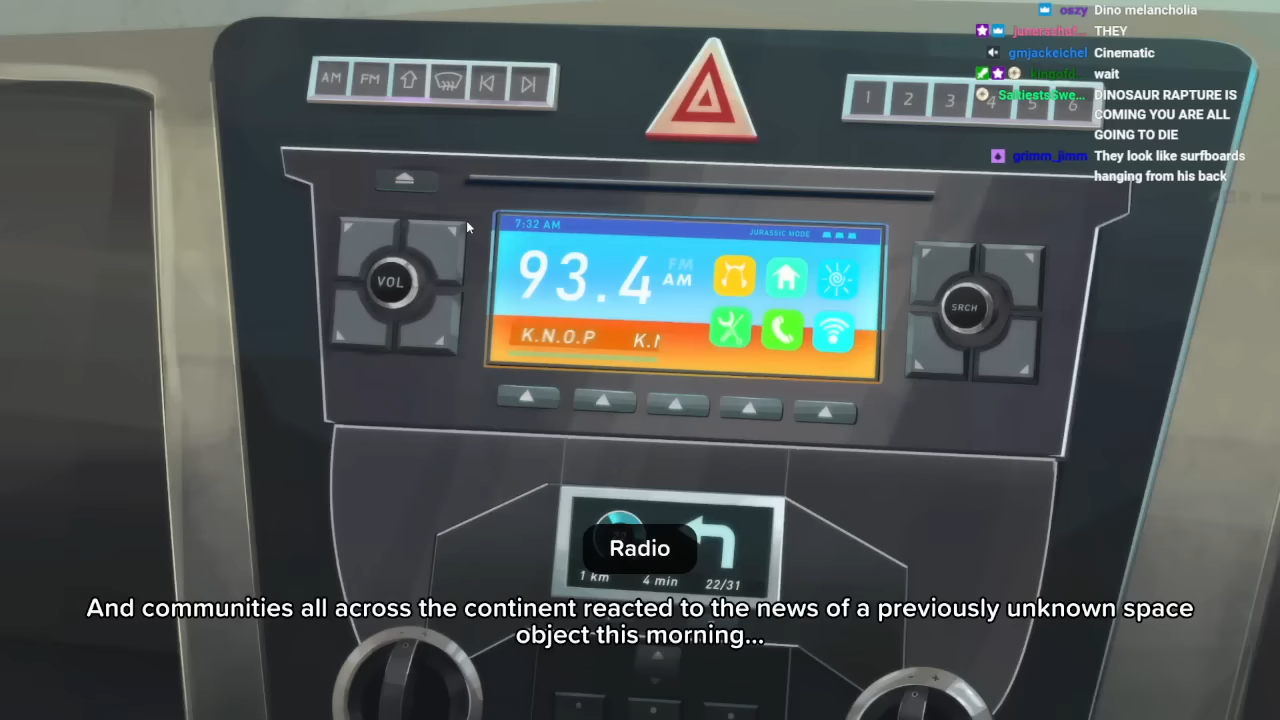 oszy Dino melancholia
THEY
gmjackeichel Cinematic
wait
DINOSAUR RAPTURE IS
COMING YOU ARE ALL
GOING TO DIE
grimm_jimm They look like surfboards
hanging from his back
AM FM
1 2 3 4 5 6
7:32 AM JURASSIC MODE
93.4 FM AM
K.N.O.P
VOL
SRCH
Radio
1 km 4 min 22/31
And communities all across the continent reacted to the news of a previously unknown space
object this morning...